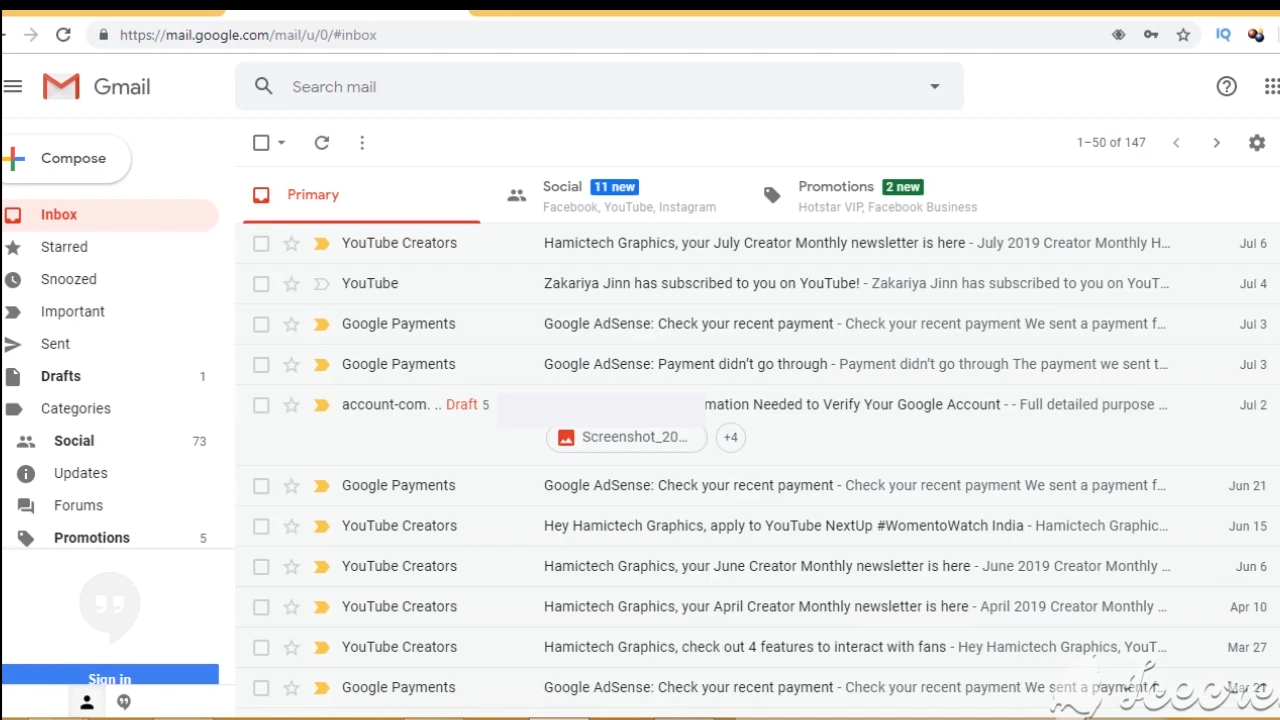 https://mail.google.com/mail/u/0/#inbox
IQ
Gmail
Search mail
Compose
1–50 of 147
Primary
Social 11 new
Facebook, YouTube, Instagram
Promotions 2 new
Hotstar VIP, Facebook Business
Inbox
Starred
Snoozed
Important
Sent
Drafts 1
Categories
Social 73
Updates
Forums
Promotions 5
Sign in
YouTube Creators Hamictech Graphics, your July Creator Monthly newsletter is here - July 2019 Creator Monthly H... Jul 6
YouTube Zakariya Jinn has subscribed to you on YouTube! - Zakariya Jinn has subscribed to you on YouT... Jul 4
Google Payments Google AdSense: Check your recent payment - Check your recent payment We sent a payment f... Jul 3
Google Payments Google AdSense: Payment didn't go through - Payment didn't go through The payment we sent t... Jul 3
account-com. .. Draft 5 mation Needed to Verify Your Google Account - - Full detailed purpose ... Jul 2
Screenshot_20... +4
Google Payments Google AdSense: Check your recent payment - Check your recent payment We sent a payment f... Jun 21
YouTube Creators Hey Hamictech Graphics, apply to YouTube NextUp #WomentoWatch India - Hamictech Graphic... Jun 15
YouTube Creators Hamictech Graphics, your June Creator Monthly newsletter is here - June 2019 Creator Monthly ... Jun 6
YouTube Creators Hamictech Graphics, your April Creator Monthly newsletter is here - April 2019 Creator Monthly ... Apr 10
YouTube Creators Hamictech Graphics, check out 4 features to interact with fans - Hey Hamictech Graphics, YouT... Mar 27
Google Payments Google AdSense: Check your recent payment - Check your recent payment We sent a payment f... Mar 21